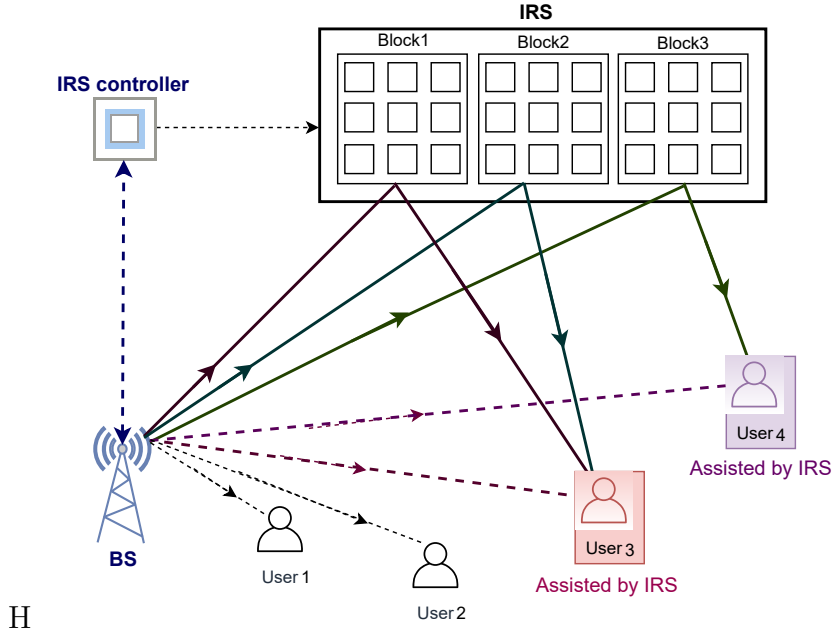 IRS
Block1 Block2 Block3
IRS controller
User 4
Assisted by IRS
User 3
Assisted by IRS
User 1
User 2
BS
H